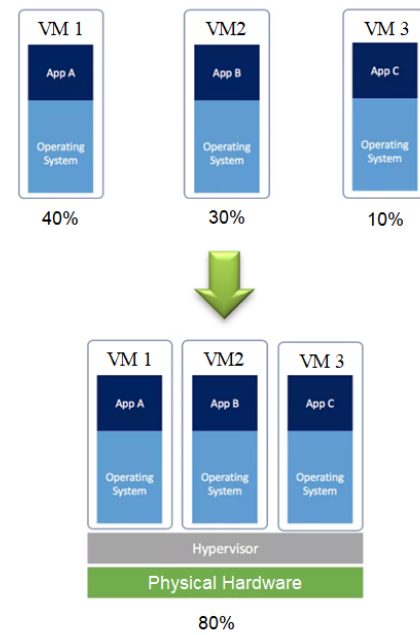 VM 1
VM2
VM 3
App A
App B
App C
Operating
System
Operating
System
Operating
System
40%
30%
10%
VM 1
VM2
VM 3
App A
App B
App C
Operating
System
Operating
System
Operating
System
Hypervisor
Physical Hardware
80%